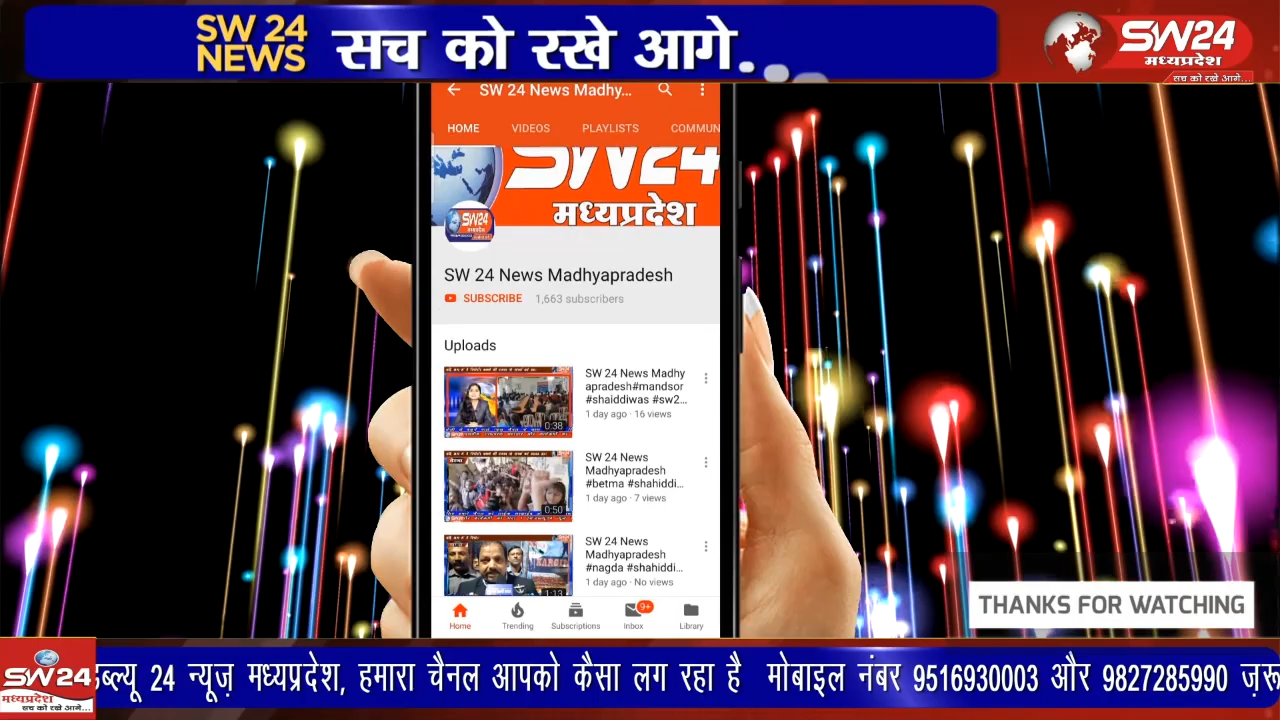 SW 24
NEWS
सच को रखे आगे...
SW24
मध्यप्रदेश
सच को रखे आगे...
SW 24 News Madhy...
HOME VIDEOS PLAYLISTS COMMUN
SW24
मध्यप्रदेश
SW24
SW 24 News Madhyapradesh
SUBSCRIBE 1,663 subscribers
Uploads
SW 24 News Madhy
apradesh#mandsor
#shaiddiwas #sw2...
1 day ago · 16 views
0:38
SW 24 News
Madhyapradesh
#betma #shahiddi...
1 day ago · 7 views
0:50
SW 24 News
Madhyapradesh
#nagda #shahiddi...
1 day ago · No views
1:13
9+
Home Trending Subscriptions Inbox Library
THANKS FOR WATCHING
SW24
मध्यप्रदेश
सच को रखे आगे...
डब्ल्यू 24 न्यूज़ मध्यप्रदेश, हमारा चैनल आपको कैसा लग रहा है मोबाइल नंबर 9516930003 और 9827285990 ज़रू